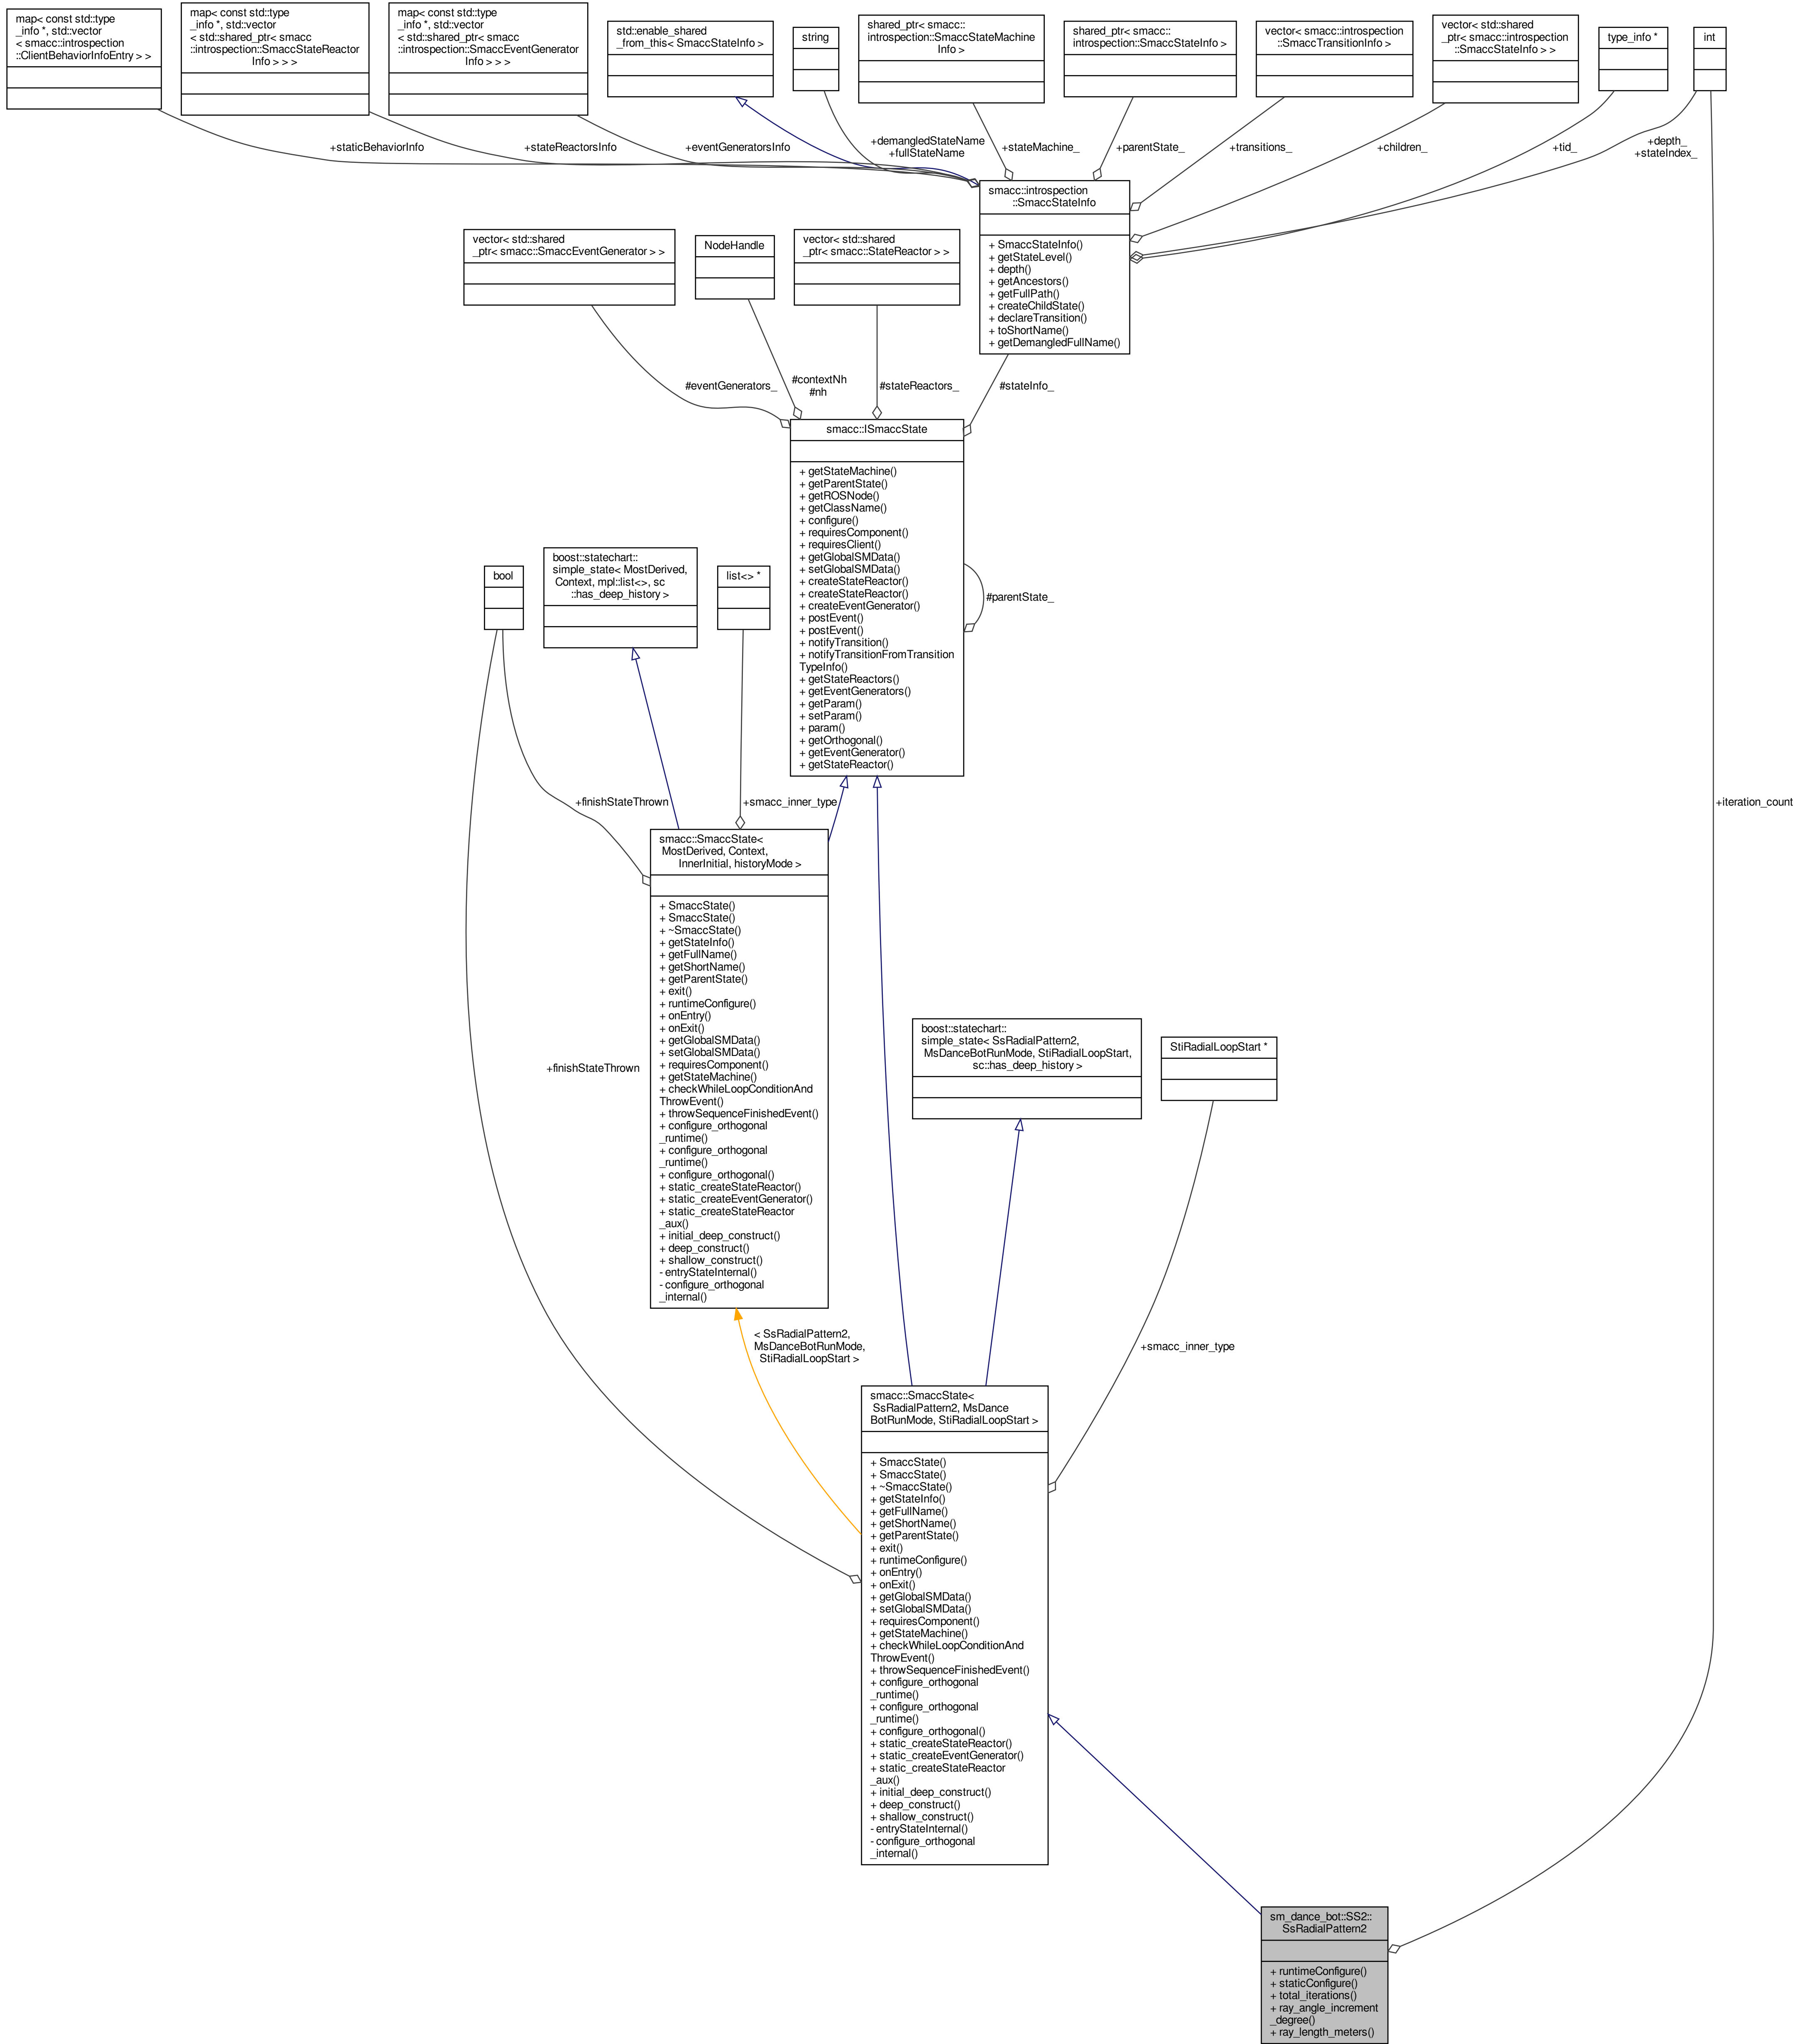 map< const std::type
_info *, std::vector
< smacc::introspection
::ClientBehaviorInfoEntry > >
map< const std::type
_info *, std::vector
< std::shared_ptr< smacc
::introspection::SmaccStateReactor
Info > > >
map< const std::type
_info *, std::vector
< std::shared_ptr< smacc
::introspection::SmaccEventGenerator
Info > > >
std::enable_shared
_from_this< SmaccStateInfo >
string
shared_ptr< smacc::
introspection::SmaccStateMachine
Info >
shared_ptr< smacc::
introspection::SmaccStateInfo >
vector< smacc::introspection
::SmaccTransitionInfo >
vector< std::shared
_ptr< smacc::introspection
::SmaccStateInfo > >
type_info *
int
+staticBehaviorInfo
+stateReactorsInfo
+eventGeneratorsInfo
+demangledStateName
+fullStateName
+stateMachine_
+parentState_
+transitions_
+children_
+tid_
+depth_
+stateIndex_
smacc::introspection
::SmaccStateInfo
+ SmaccStateInfo()
+ getStateLevel()
+ depth()
+ getAncestors()
+ getFullPath()
+ createChildState()
+ declareTransition()
+ toShortName()
+ getDemangledFullName()
vector< std::shared
_ptr< smacc::SmaccEventGenerator > >
NodeHandle
vector< std::shared
_ptr< smacc::StateReactor > >
#eventGenerators_
#contextNh
#nh
#stateReactors_
#stateInfo_
smacc::ISmaccState
+ getStateMachine()
+ getParentState()
+ getROSNode()
+ getClassName()
+ configure()
+ requiresComponent()
+ requiresClient()
+ getGlobalSMData()
+ setGlobalSMData()
+ createStateReactor()
+ createStateReactor()
+ createEventGenerator()
+ postEvent()
+ postEvent()
+ notifyTransition()
+ notifyTransitionFromTransition
TypeInfo()
+ getStateReactors()
+ getEventGenerators()
+ getParam()
+ setParam()
+ param()
+ getOrthogonal()
+ getEventGenerator()
+ getStateReactor()
#parentState_
bool
boost::statechart::
simple_state< MostDerived,
Context, mpl::list<>, sc
::has_deep_history >
list<> *
+finishStateThrown
+smacc_inner_type
+iteration_count
smacc::SmaccState<
MostDerived, Context,
InnerInitial, historyMode >
+ SmaccState()
+ SmaccState()
+ ~SmaccState()
+ getStateInfo()
+ getFullName()
+ getShortName()
+ getParentState()
+ exit()
+ runtimeConfigure()
+ onEntry()
+ onExit()
+ getGlobalSMData()
+ setGlobalSMData()
+ requiresComponent()
+ getStateMachine()
+ checkWhileLoopConditionAnd
ThrowEvent()
+ throwSequenceFinishedEvent()
+ configure_orthogonal
_runtime()
+ configure_orthogonal
_runtime()
+ configure_orthogonal()
+ static_createStateReactor()
+ static_createEventGenerator()
+ static_createStateReactor
_aux()
+ initial_deep_construct()
+ deep_construct()
+ shallow_construct()
- entryStateInternal()
- configure_orthogonal
_internal()
+finishStateThrown
boost::statechart::
simple_state< SsRadialPattern2,
MsDanceBotRunMode, StiRadialLoopStart,
sc::has_deep_history >
StiRadialLoopStart *
< SsRadialPattern2,
MsDanceBotRunMode,
StiRadialLoopStart >
+smacc_inner_type
smacc::SmaccState<
SsRadialPattern2, MsDance
BotRunMode, StiRadialLoopStart >
+ SmaccState()
+ SmaccState()
+ ~SmaccState()
+ getStateInfo()
+ getFullName()
+ getShortName()
+ getParentState()
+ exit()
+ runtimeConfigure()
+ onEntry()
+ onExit()
+ getGlobalSMData()
+ setGlobalSMData()
+ requiresComponent()
+ getStateMachine()
+ checkWhileLoopConditionAnd
ThrowEvent()
+ throwSequenceFinishedEvent()
+ configure_orthogonal
_runtime()
+ configure_orthogonal
_runtime()
+ configure_orthogonal()
+ static_createStateReactor()
+ static_createEventGenerator()
+ static_createStateReactor
_aux()
+ initial_deep_construct()
+ deep_construct()
+ shallow_construct()
- entryStateInternal()
- configure_orthogonal
_internal()
sm_dance_bot::SS2::
SsRadialPattern2
+ runtimeConfigure()
+ staticConfigure()
+ total_iterations()
+ ray_angle_increment
_degree()
+ ray_length_meters()